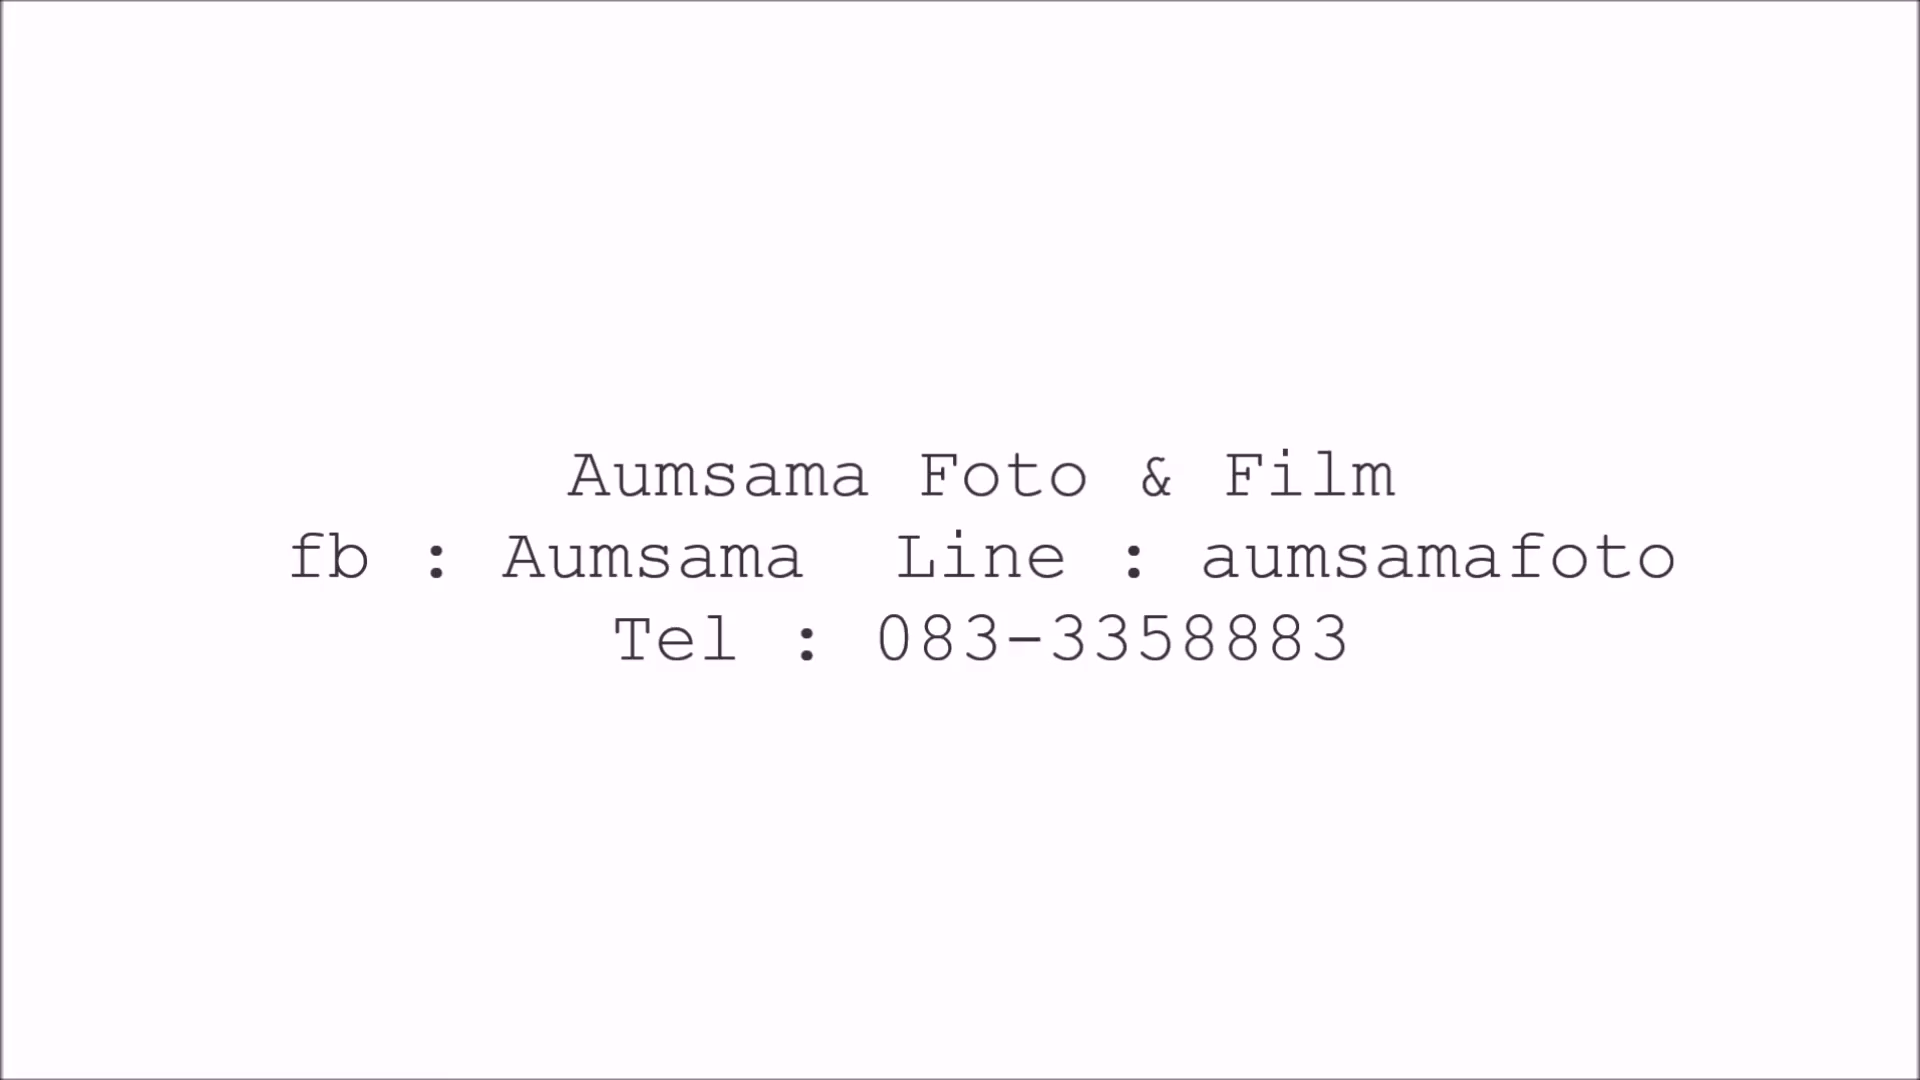 Aumsama Foto & Film
fb : Aumsama  Line : aumsamafoto
Tel : 083-3358883